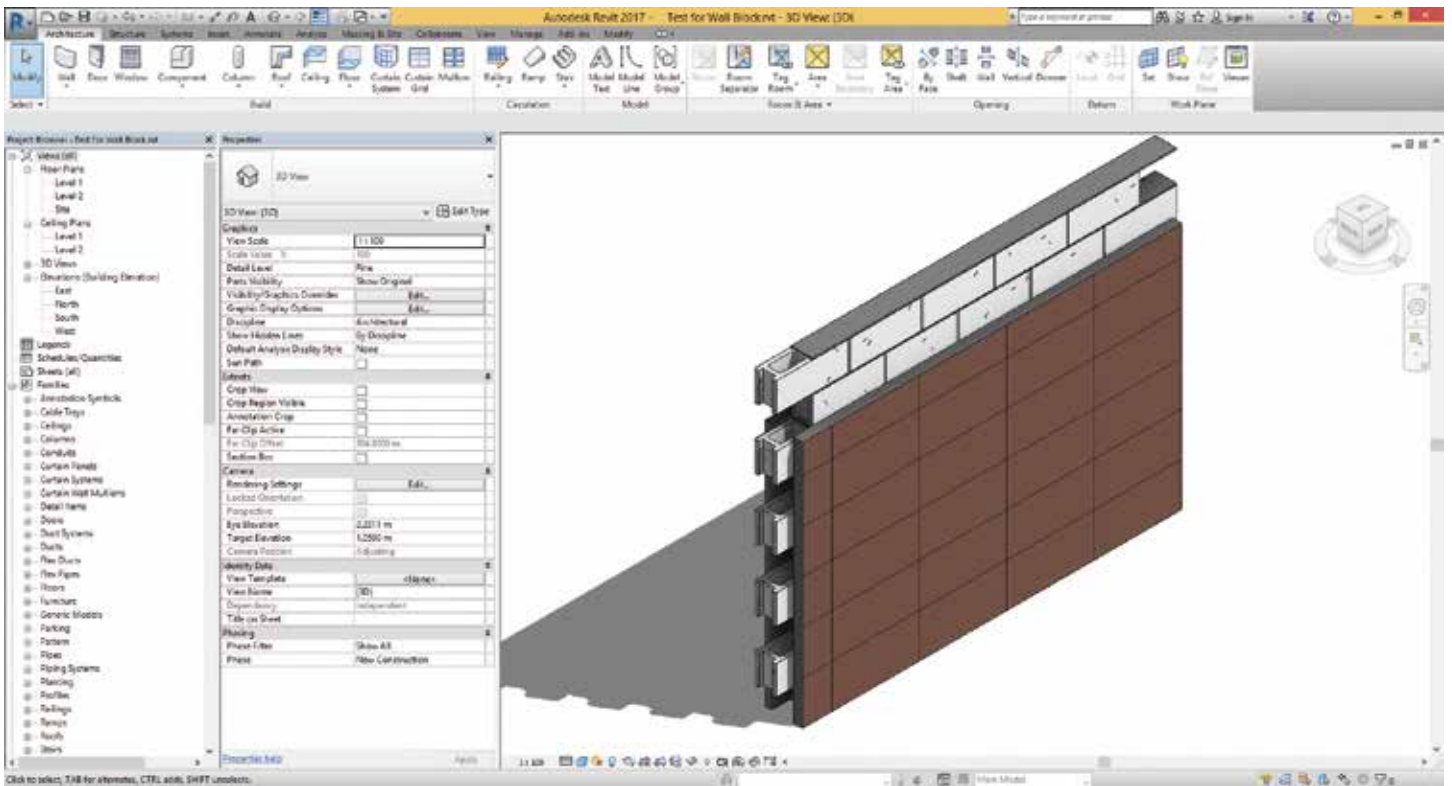 Autodesk Revit 2017 - Test for Wall Block.rvt - 3D View: {3D}
Type a keyword or phrase
Sign In
Architecture Structure Systems Insert Annotate Analyze Massing & Site Collaborate View Manage Add-Ins Modify
Modify Wall Door Window Component Column Roof Ceiling Floor Curtain System Curtain Grid Mullion Railing Ramp Stair Model Text Model Line Model Group Room Room Separator Tag Room Area Area Boundary Tag Area By Face Shaft Wall Vertical Dormer Level Grid Set Show Ref Plane Viewer
Select Build Circulation Model Room & Area Opening Datum Work Plane
Project Browser - Test for Wall Block.rvt
Views (all)
Floor Plans
Level 1
Level 2
Site
Ceiling Plans
Level 1
Level 2
3D Views
Elevations (Building Elevation)
East
North
South
West
Legends
Schedules/Quantities
Sheets (all)
Families
Annotation Symbols
Cable Trays
Ceilings
Columns
Conduits
Curtain Panels
Curtain Systems
Curtain Wall Mullions
Detail Items
Doors
Duct Systems
Ducts
Flex Ducts
Flex Pipes
Floors
Furniture
Generic Models
Parking
Pattern
Pipes
Piping Systems
Planting
Profiles
Railings
Ramps
Roofs
Stairs
Properties
3D View
3D View: {3D} Edit Type
Graphics
View Scale 1 : 100
Scale Value 1: 100
Detail Level Fine
Parts Visibility Show Original
Visibility/Graphics Overrides Edit...
Graphic Display Options Edit...
Discipline Architectural
Show Hidden Lines By Discipline
Default Analysis Display Style None
Sun Path
Extents
Crop View
Crop Region Visible
Annotation Crop
Far Clip Active
Far Clip Offset 304.8000 m
Section Box
Camera
Rendering Settings Edit...
Locked Orientation
Perspective
Eye Elevation
Target Elevation 1.2500 m
Camera Position Adjusting
Identity Data
View Template <None>
View Name {3D}
Dependency Independent
Title on Sheet
Phasing
Phase Filter Show All
Phase New Construction
Properties help Apply
1 : 100
Click to select, TAB for alternates, CTRL adds, SHIFT unselects.
Main Model